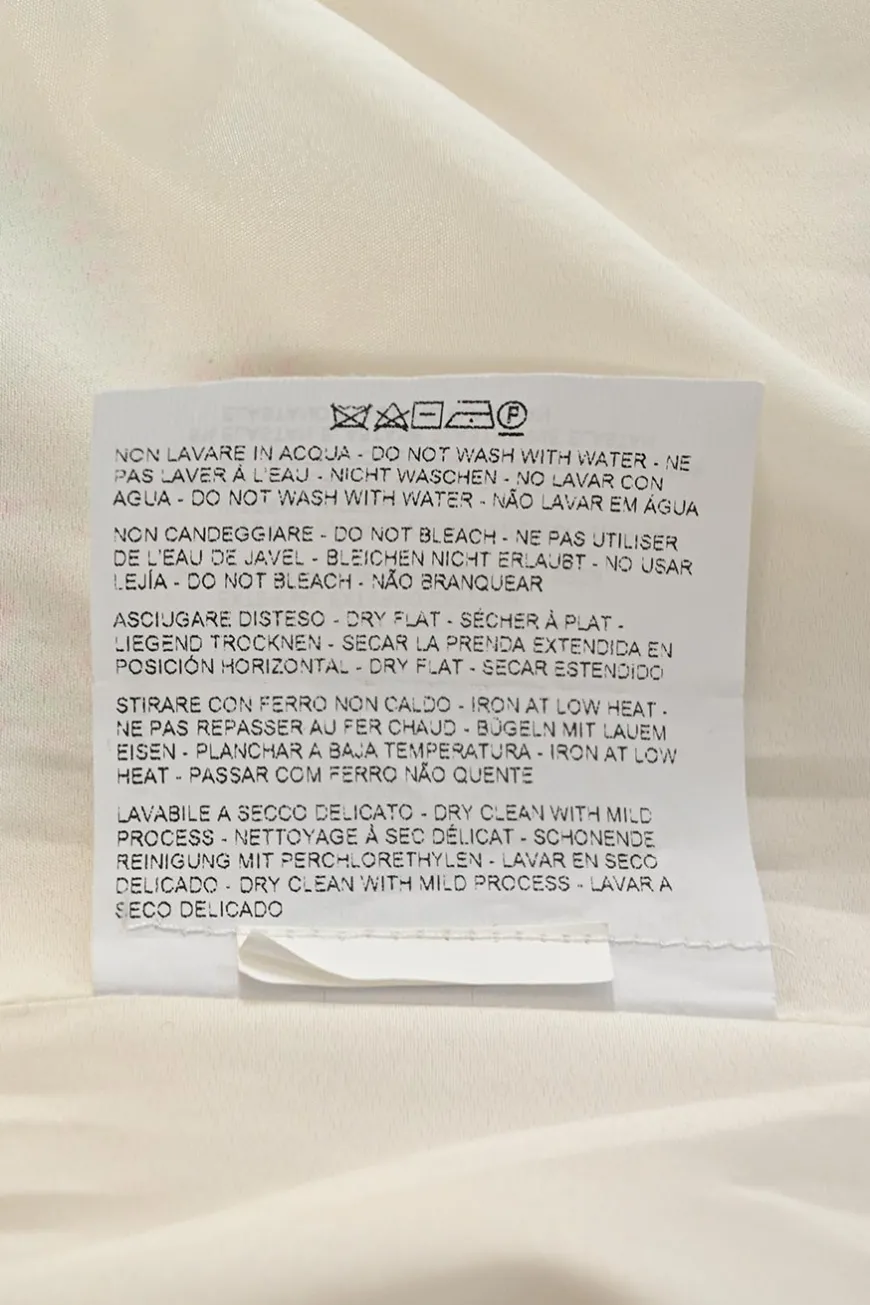 NON LAVARE IN ACQUA - DO NOT WASH WITH WATER - NE
PAS LAVER À L'EAU - NICHT WASCHEN - NO LAVAR CON
AGUA - DO NOT WASH WITH WATER - NÃO LAVAR EM ÁGUA
NON CANDEGGIARE - DO NOT BLEACH - NE PAS UTILISER
DE L'EAU DE JAVEL - BLEICHEN NICHT ERLAUBT - NO USAR
LEJÍA - DO NOT BLEACH - NÃO BRANQUEAR
ASCIUGARE DISTESO - DRY FLAT - SÉCHER À PLAT -
LIEGEND TROCKNEN - SECAR LA PRENDA EXTENDIDA EN
POSICIÓN HORIZONTAL - DRY FLAT - SECAR ESTENDIDO
STIRARE CON FERRO NON CALDO - IRON AT LOW HEAT -
NE PAS REPASSER AU FER CHAUD - BÜGELN MIT LAUEM
EISEN - PLANCHAR A BAJA TEMPERATURA - IRON AT LOW
HEAT - PASSAR COM FERRO NÃO QUENTE
LAVABILE A SECCO DELICATO - DRY CLEAN WITH MILD
PROCESS - NETTOYAGE À SEC DÉLICAT - SCHONENDE
REINIGUNG MIT PERCHLORETHYLEN - LAVAR EN SECO
DELICADO - DRY CLEAN WITH MILD PROCESS - LAVAR A
SECO DELICADO